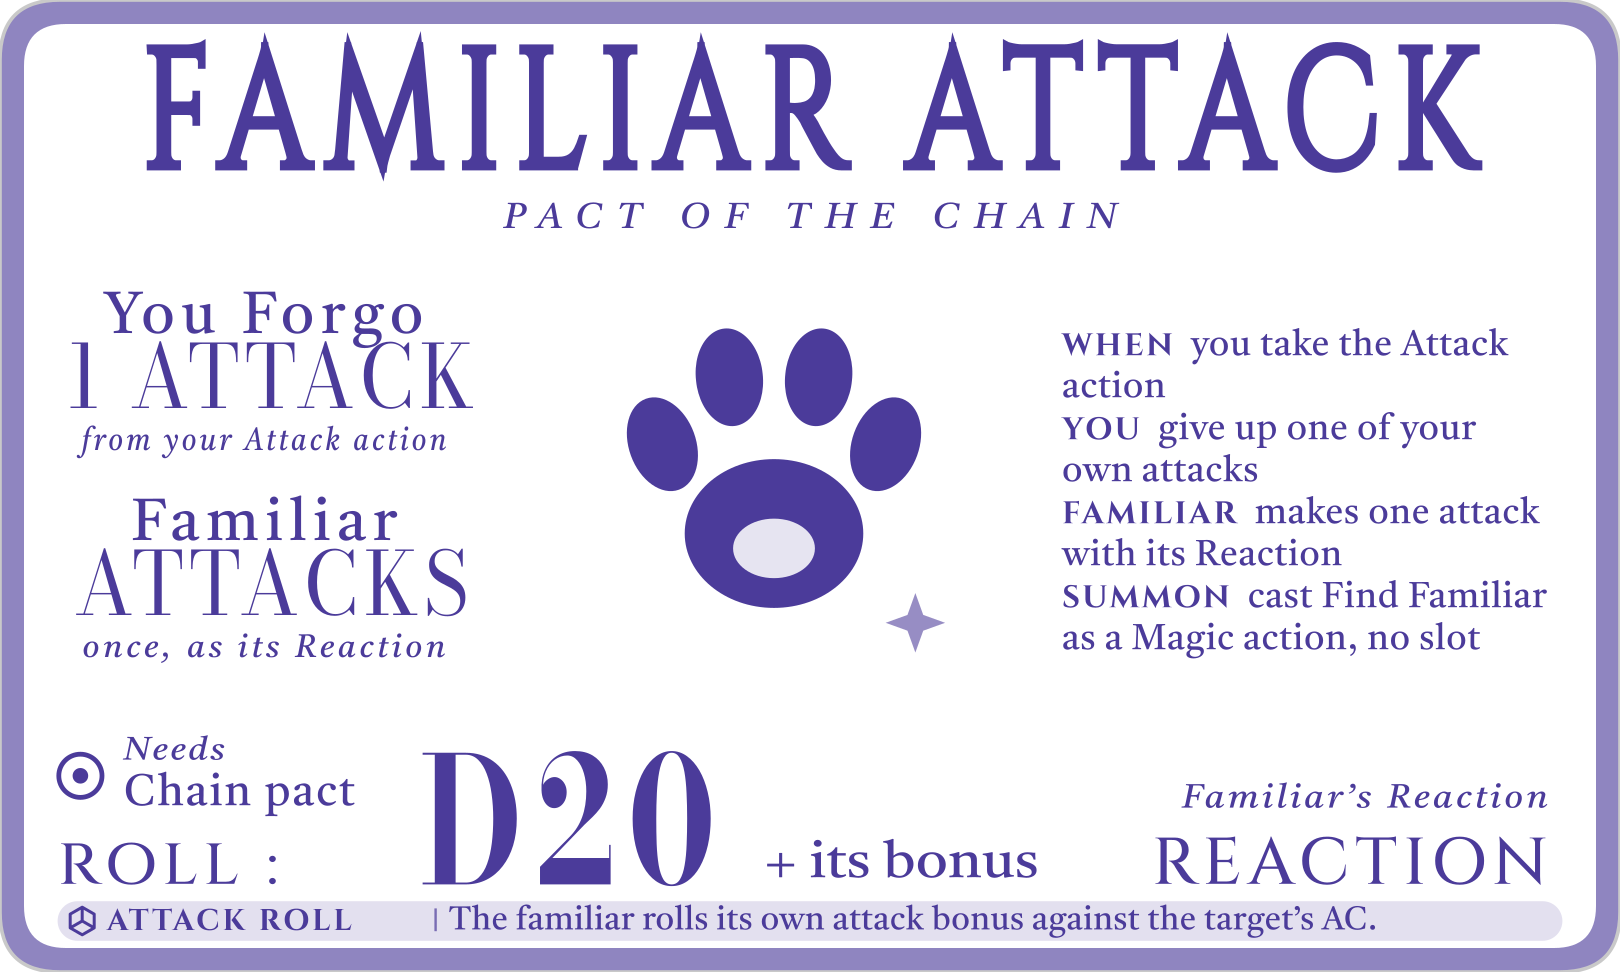 FAMILIAR ATTACK
PACT OF THE CHAIN
You Forgo
1 ATTACK
from your Attack action
Familiar
ATTACKS
once, as its Reaction
WHEN you take the Attack
action
YOU give up one of your
own attacks
FAMILIAR makes one attack
with its Reaction
SUMMON cast Find Familiar
as a Magic action, no slot
Needs
Chain pact
ROLL :
D20
+ its bonus
Familiar’s Reaction
REACTION
ATTACK ROLL
| The familiar rolls its own attack bonus against the target’s AC.